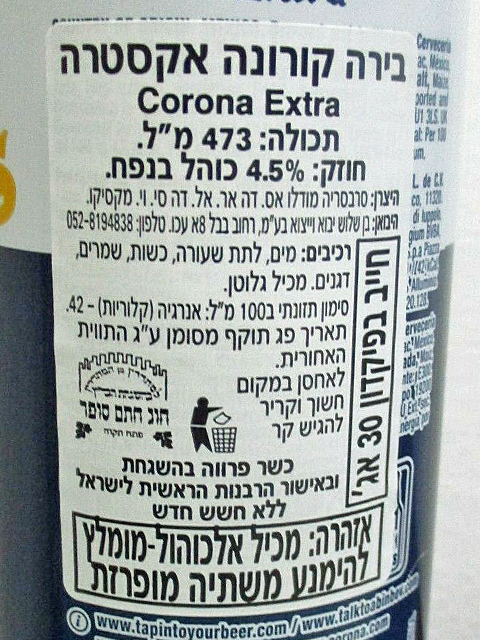 בירה קורונה אקסטרה
Corona Extra
תכולה: 473 מ"ל.
חוזק: 4.5% כוהל בנפח.
היצרן: סרבסריה מודלו אס. דה אר. אל. דה סי. וי. מקסיקו.
היבואן: בן שלוש יבוא וייצוא בע"מ, רחוב בבל 8א עכו. טלפון: 052-8194838
רכיבים: מים, לתת שעורה, כשות, שמרים,
דגנים. מכיל גלוטן.
סימון תזונתי ב100 מ"ל: אנרגיה (קלוריות) – 42.
תאריך פג תוקף מסומן ע"ג התווית
האחורית.
לאחסן במקום
חשוך וקריר
להגיש קר
חייב בפיקדון 30 אג'
חוג חתם סופר
פתח תקוה
כשר פרווה בהשגחת
ובאישור הרבנות הראשית לישראל
ללא חשש חדש
אזהרה: מכיל אלכוהול-מומלץ
להימנע משתיה מופרזת
www.tapintoyourbeer.com / www.talktoabinbev.com